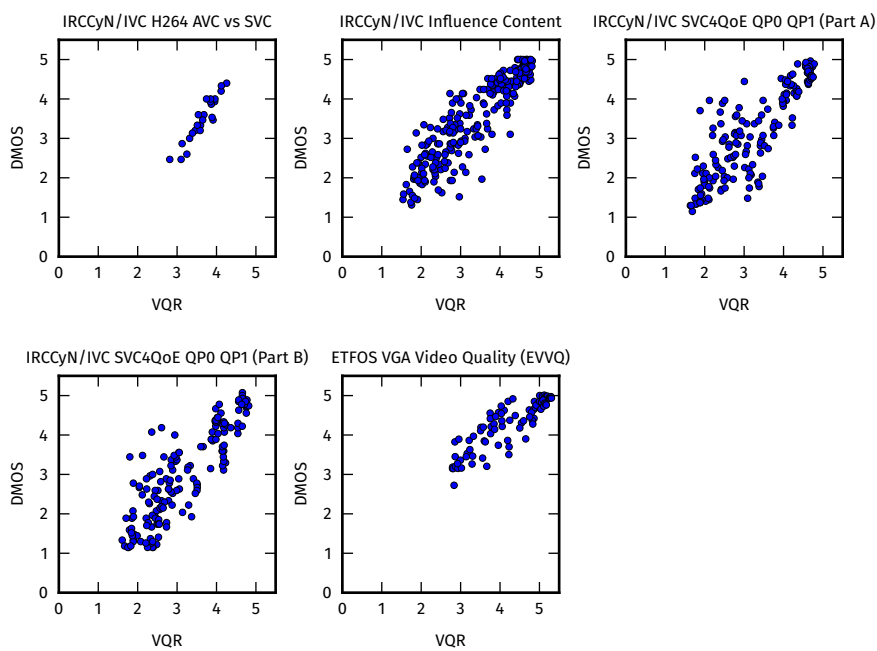 IRCCyN/IVC H264 AVC vs SVC
5
4
3
2
1
0
DMOS
0 1 2 3 4 5
VQR
IRCCyN/IVC Influence Content
5
4
3
2
1
0
DMOS
0 1 2 3 4 5
VQR
IRCCyN/IVC SVC4QoE QP0 QP1 (Part A)
5
4
3
2
1
0
DMOS
0 1 2 3 4 5
VQR
IRCCyN/IVC SVC4QoE QP0 QP1 (Part B)
5
4
3
2
1
0
DMOS
0 1 2 3 4 5
VQR
ETFOS VGA Video Quality (EVVQ)
5
4
3
2
1
0
DMOS
0 1 2 3 4 5
VQR